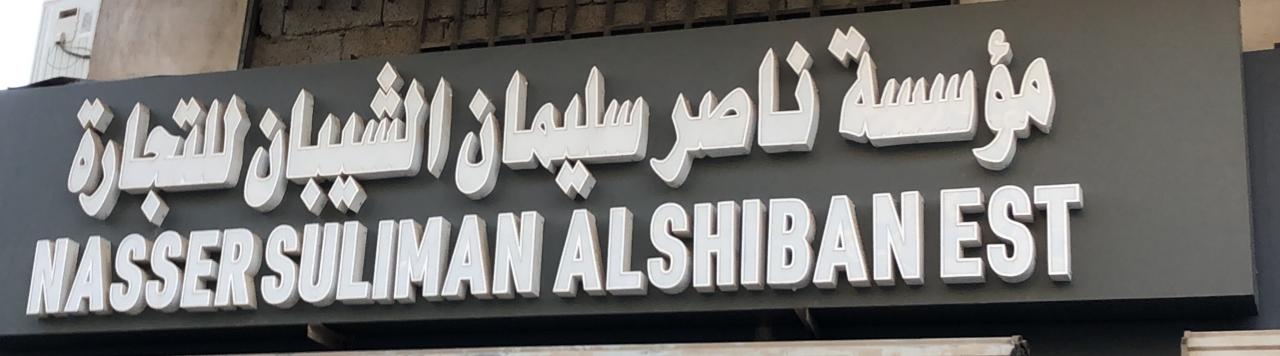 مؤسسة ناصر سليمان الشيبان للتجارة
NASSER SULIMAN ALSHIBAN EST